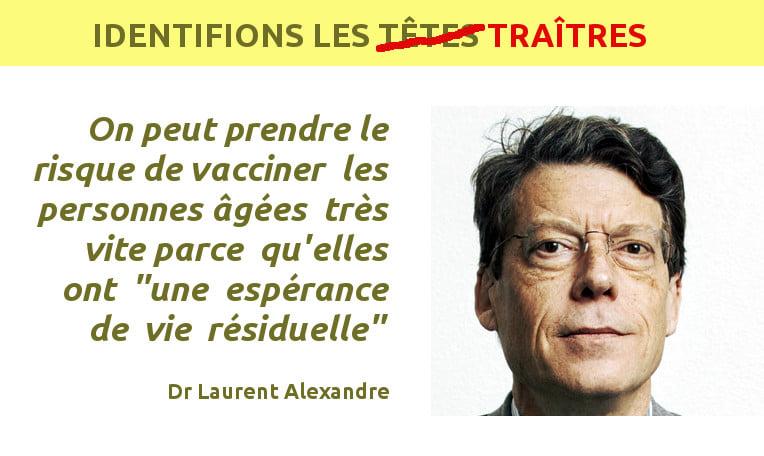 IDENTIFIONS LES TÊTES TRAÎTRES
On peut prendre le
risque de vacciner les
personnes âgées très
vite parce qu'elles
ont "une espérance
de vie résiduelle"
Dr Laurent Alexandre